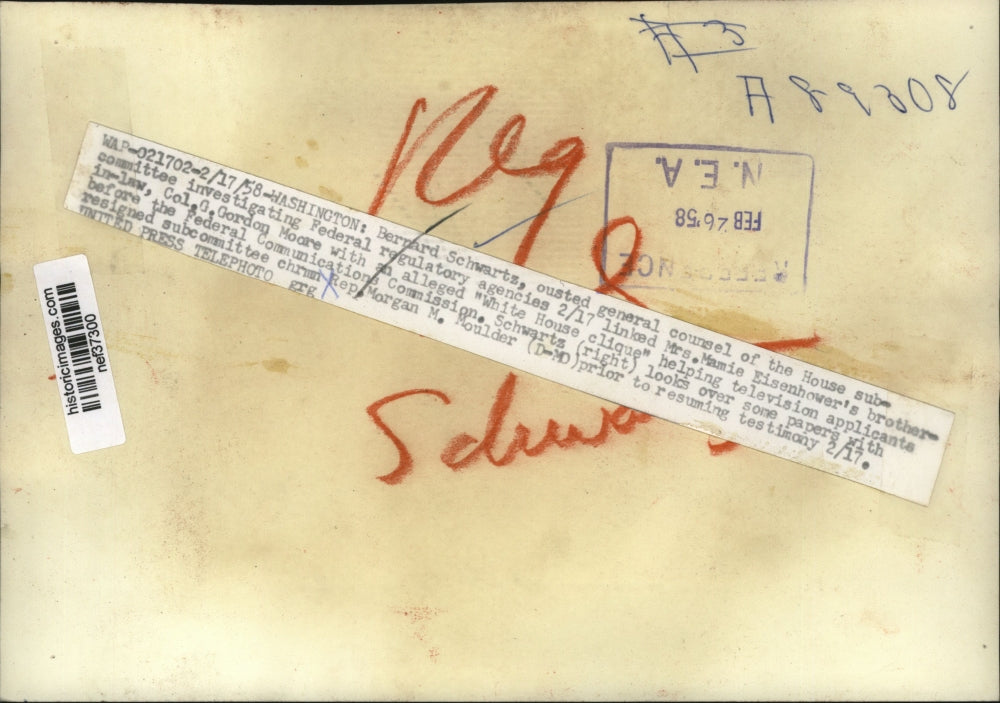 #3
A89308
Neg
WAP-021702-2/17/58-WASHINGTON: Bernard Schwartz, ousted general counsel of the House sub-
committee investigating Federal regulatory agencies 2/17 linked Mrs.Mamie Eisenhower's brother-
in-law, Col.G.Gordon Moore with an alleged "White House clique" helping television applicants
before the Federal Communications Commission. Schwartz (right) looks over some papers with
resigned subcommittee chrmn Rep Morgan M. Moulder (D-MO)prior to resuming testimony 2/17.
UNITED PRESS TELEPHOTO
grg
N.E.A.
FEB 26 '58
REFERENCE
historicimages.com
nef37300